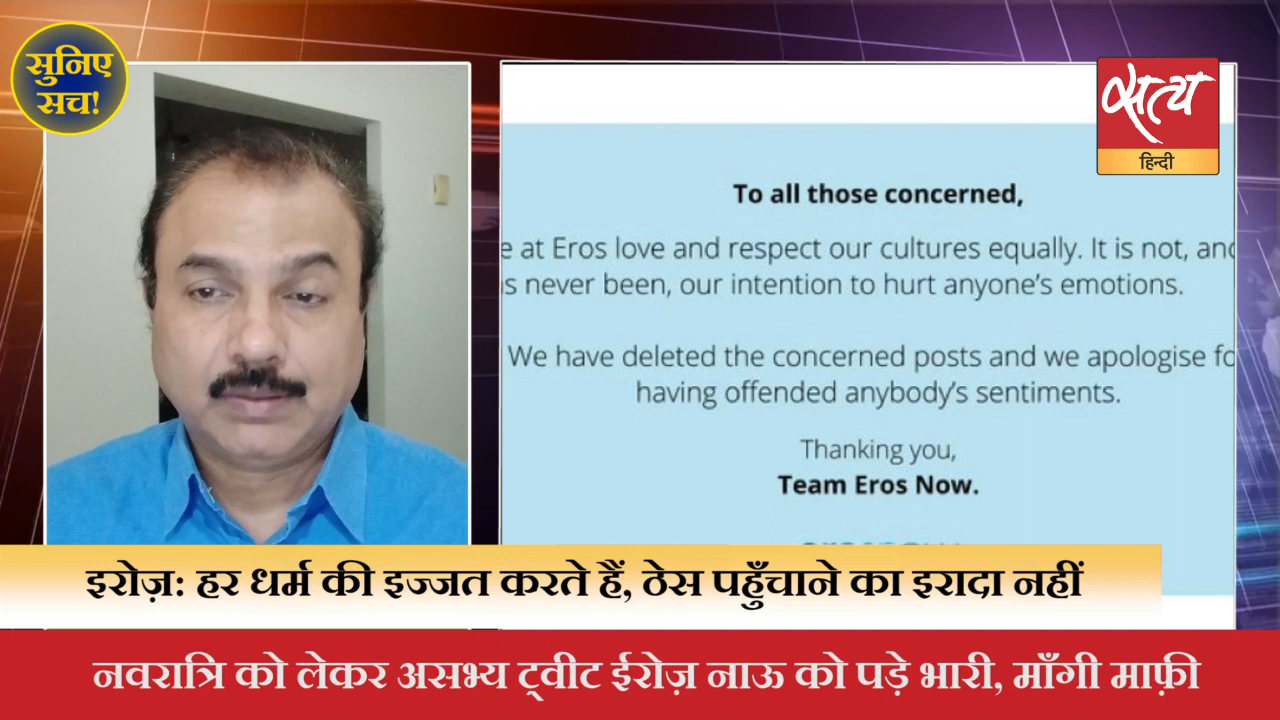 सुनिए
सच!
सत्य
हिन्दी
To all those concerned,
e at Eros love and respect our cultures equally. It is not, and
s never been, our intention to hurt anyone's emotions.
We have deleted the concerned posts and we apologise fo
having offended anybody's sentiments.
Thanking you,
Team Eros Now.
इरोज़: हर धर्म की इज्जत करते हैं, ठेस पहुँचाने का इरादा नहीं
नवरात्रि को लेकर असभ्य ट्वीट ईरोज़ नाऊ को पड़े भारी, माँगी माफ़ी